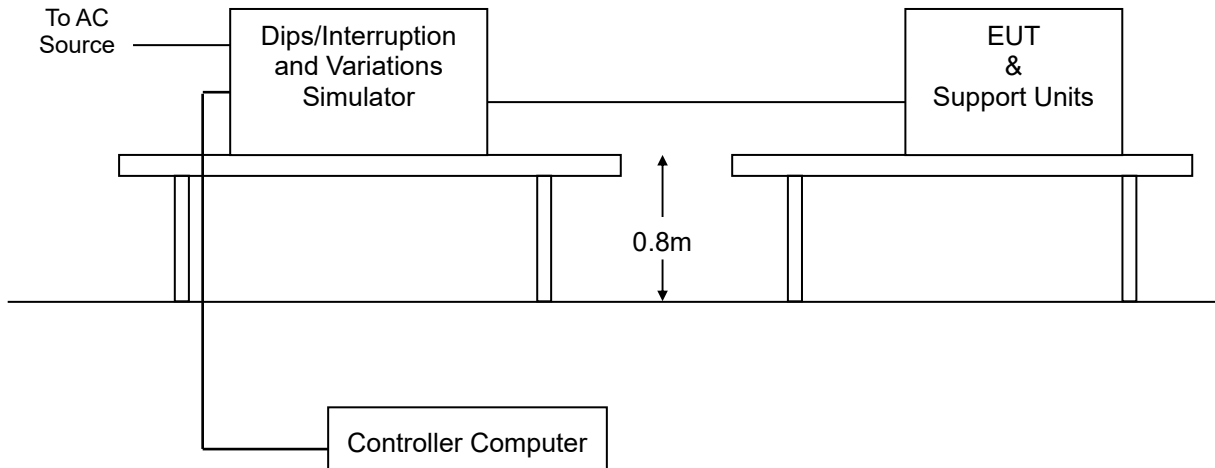 To AC
Source
Dips/Interruption
and Variations
Simulator
EUT
&
Support Units
0.8m
Controller Computer